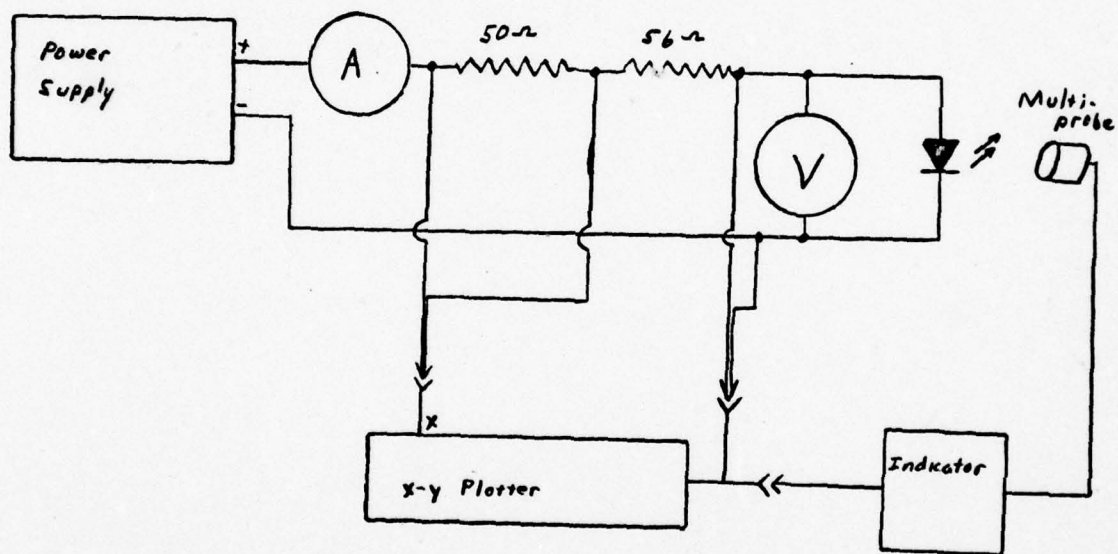 Power
Supply
+
-
A
50Ω
56Ω
V
Multi-
probe
x
x-y Plotter
Indicator